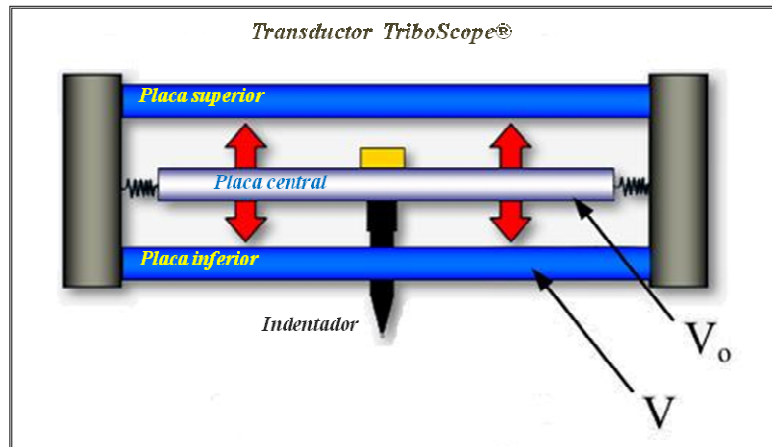 Transductor TriboScope®
Placa superior
Placa central
Placa inferior
Indentador
Vo
V